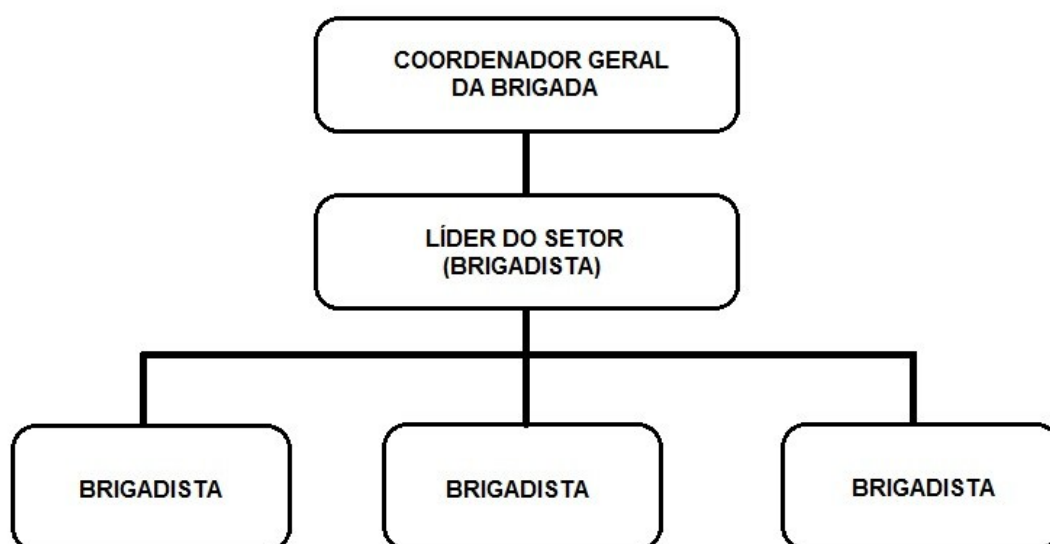 COORDENADOR GERAL
DA BRIGADA
LÍDER DO SETOR
(BRIGADISTA)
BRIGADISTA
BRIGADISTA
BRIGADISTA